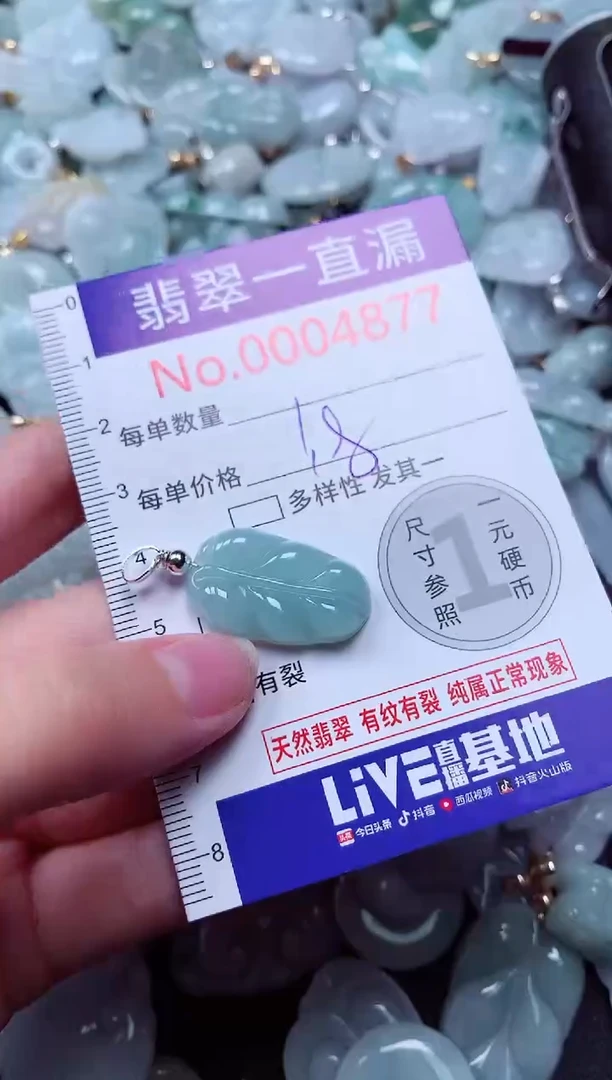 翡翠一直漏
No.0004877
每单数量
1.8
每单价格
多样性 发其一
尺寸参照
1
一元硬币
有裂
天然翡翠 有纹有裂 纯属正常现象
LiVE直播基地
头条 今日头条 抖音 西瓜视频 抖音火山版
0
1
2
3
4
5
7
8